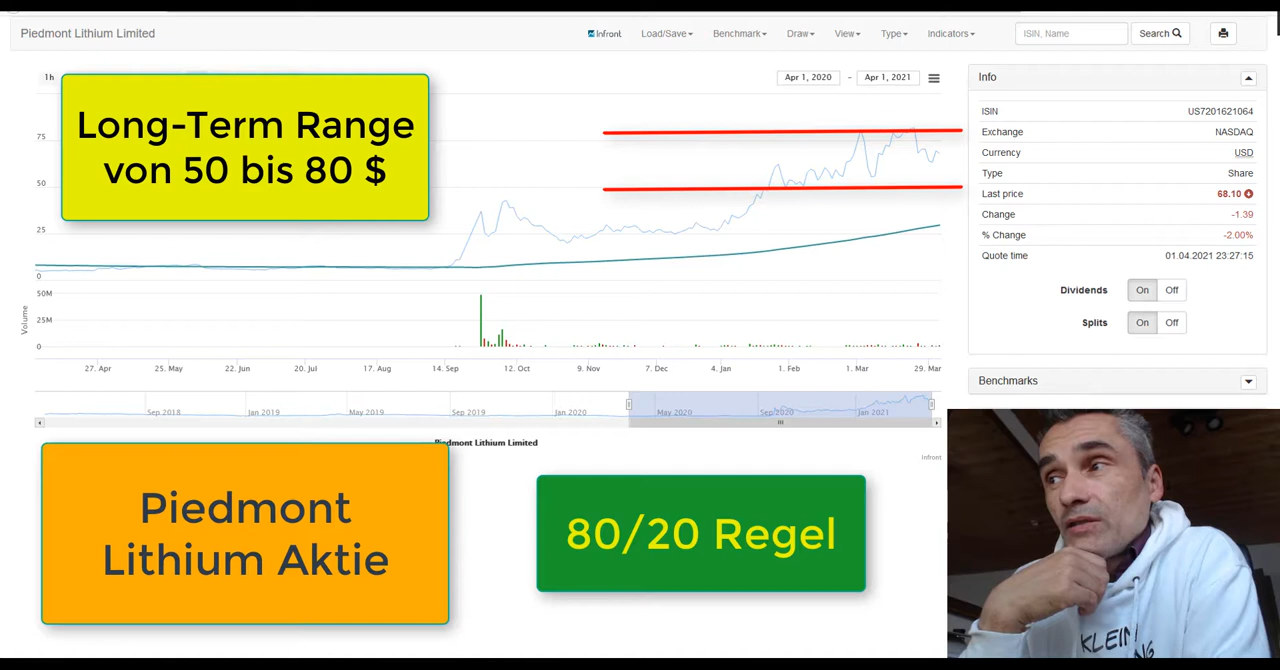 Piedmont Lithium Limited
Infront
Load/Save
Benchmark
Draw
View
Type
Indicators
ISIN, Name
Search
1h
Apr 1, 2020
–
Apr 1, 2021
Long-Term Range
von 50 bis 80 $
75
50
25
0
50M
25M
0
Volume
27. Apr
25. May
22. Jun
20. Jul
17. Aug
14. Sep
12. Oct
9. Nov
7. Dec
4. Jan
1. Feb
1. Mar
29. Mar
Sep 2018
Jan 2019
May 2019
Sep 2019
Jan 2020
May 2020
Sep 2020
Jan 2021
Piedmont Lithium Limited
Infront
Info
ISIN US7201621064
Exchange NASDAQ
Currency USD
Type Share
Last price 68.10
Change -1.39
% Change -2.00%
Quote time 01.04.2021 23:27:15
Dividends On Off
Splits On Off
Benchmarks
Piedmont
Lithium Aktie
80/20 Regel
KLEIN